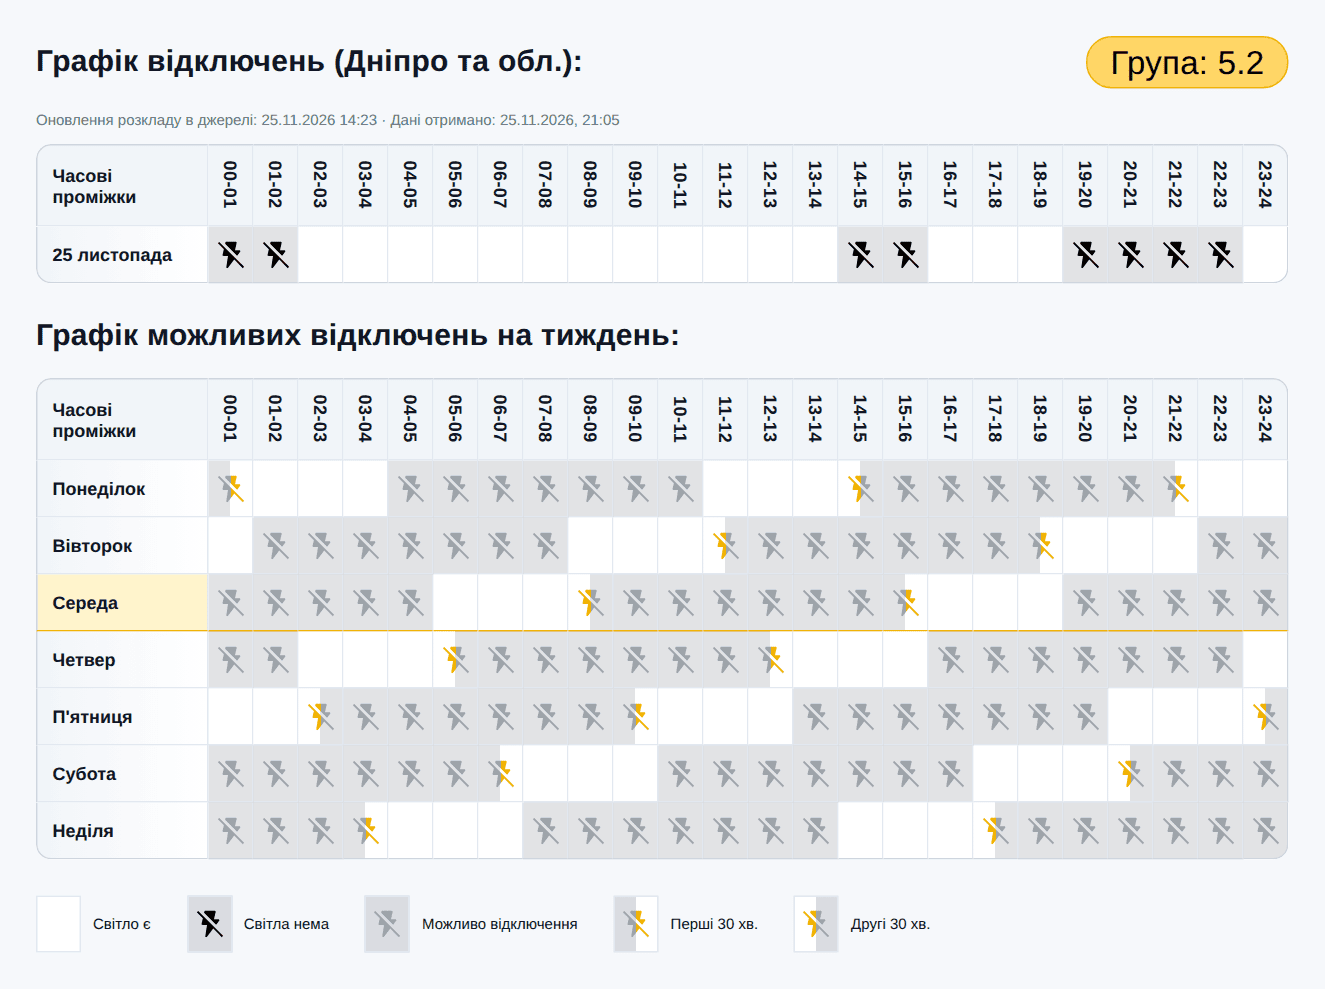 Графік відключень (Дніпро та обл.):
Група: 5.2
Оновлення розкладу в джерелі: 25.11.2026 14:23 · Дані отримано: 25.11.2026, 21:05
Часові проміжки 00-01 01-02 02-03 03-04 04-05 05-06 06-07 07-08 08-09 09-10 10-11 11-12 12-13 13-14 14-15 15-16 16-17 17-18 18-19 19-20 20-21 21-22 22-23 23-24
25 листопада
Графік можливих відключень на тиждень:
Часові проміжки 00-01 01-02 02-03 03-04 04-05 05-06 06-07 07-08 08-09 09-10 10-11 11-12 12-13 13-14 14-15 15-16 16-17 17-18 18-19 19-20 20-21 21-22 22-23 23-24
Понеділок
Вівторок
Середа
Четвер
П'ятниця
Субота
Неділя
Світло є Світла нема Можливо відключення Перші 30 хв. Другі 30 хв.